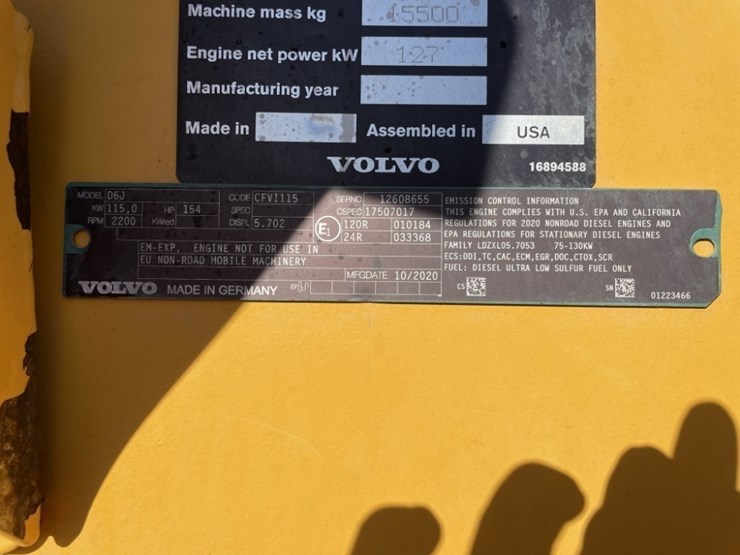 Machine mass kg 15500
Engine net power kW 127
Manufacturing year
Made in Assembled in USA
VOLVO 16894588
MODEL D6J CODE CFVI115 SERNO 12608655
KW 115,0 HP 154 SPEC CSPEC 17507017
RPM 2200 KWed DISPL 5.702 E1 120R 010184
24R 033368
EM-EXP, ENGINE NOT FOR USE IN
EU NON-ROAD MOBILE MACHINERY
MFGDATE 10/2020
VOLVO MADE IN GERMANY
EMISSION CONTROL INFORMATION
THIS ENGINE COMPLIES WITH U.S. EPA AND CALIFORNIA
REGULATIONS FOR 2020 NONROAD DIESEL ENGINES AND
EPA REGULATIONS FOR STATIONARY DIESEL ENGINES
FAMILY LDZXL05.7053 75-130KW
ECS:DDI,TC,CAC,ECM,EGR,DOC,CTOX,SCR
FUEL: DIESEL ULTRA LOW SULFUR FUEL ONLY
CS SN 01223466